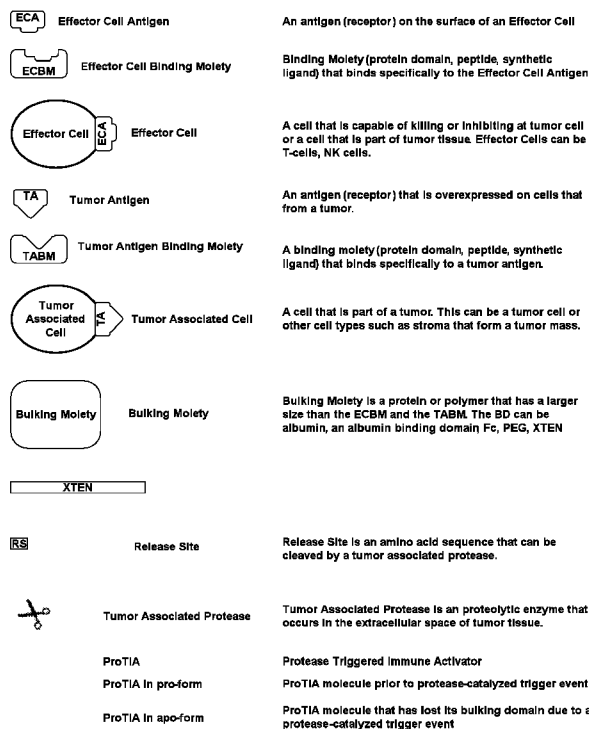 ECA Effector Cell Antigen An antigen (receptor) on the surface of an Effector Cell
ECBM Effector Cell Binding Moiety Binding Moiety (protein domain, peptide, synthetic
ligand) that binds specifically to the Effector Cell Antigen
Effector Cell ECA Effector Cell A cell that is capable of killing or inhibiting at tumor cell
or a cell that is part of tumor tissue. Effector Cells can be
T-cells, NK cells.
TA Tumor Antigen An antigen (receptor) that is overexpressed on cells that
from a tumor.
TABM Tumor Antigen Binding Moiety A binding moiety (protein domain, peptide, synthetic
ligand) that binds specifically to a tumor antigen.
Tumor
Associated
Cell TA Tumor Associated Cell A cell that is part of a tumor. This can be a tumor cell or
other cell types such as stroma that form a tumor mass.
Bulking Moiety Bulking Moiety Bulking Moiety is a protein or polymer that has a larger
size than the ECBM and the TABM. The BD can be
albumin, an albumin binding domain, Fc, PEG, XTEN
XTEN
RS Release Site Release Site is an amino acid sequence that can be
cleaved by a tumor associated protease.
Tumor Associated Protease Tumor Associated Protease is an proteolytic enzyme that
occurs in the extracellular space of tumor tissue.
ProTIA Protease Triggered Immune Activator
ProTIA in pro-form ProTIA molecule prior to protease-catalyzed trigger event
ProTIA in apo-form ProTIA molecule that has lost its bulking domain due to a
protease-catalyzed trigger event